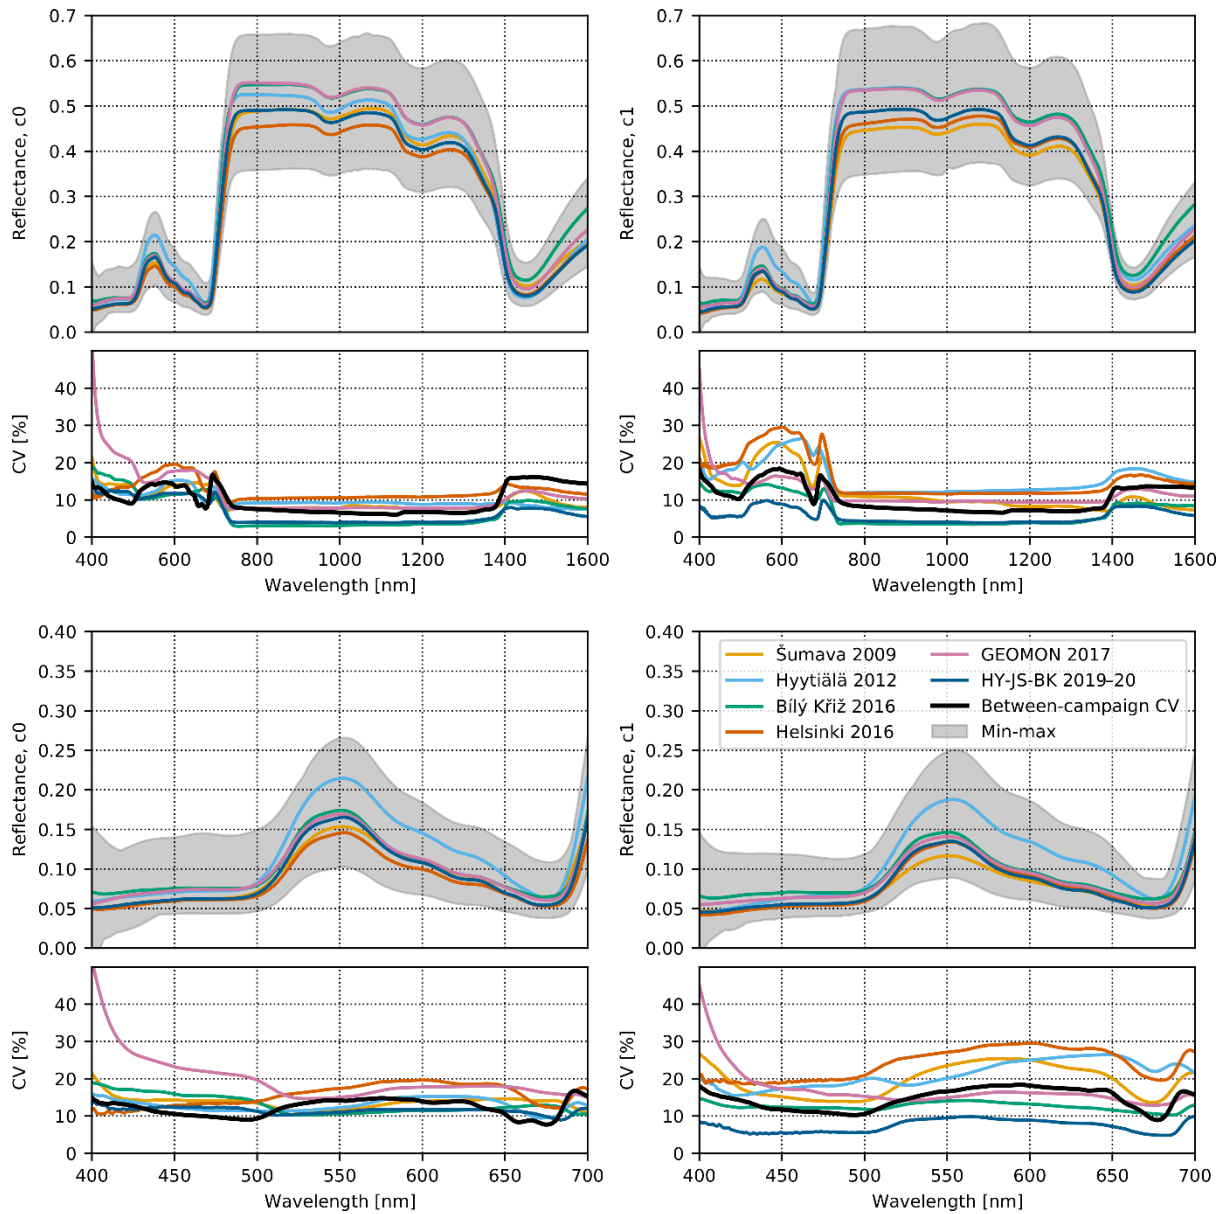 0.7
0.6
0.5
0.4
0.3
0.2
0.1
0.0
Reflectance, c0
0.7
0.6
0.5
0.4
0.3
0.2
0.1
0.0
Reflectance, c1
40
30
20
10
0
CV [%]
400 600 800 1000 1200 1400 1600
Wavelength [nm]
40
30
20
10
0
CV [%]
400 600 800 1000 1200 1400 1600
Wavelength [nm]
0.40
0.35
0.30
0.25
0.20
0.15
0.10
0.05
0.00
Reflectance, c0
0.40
0.35
0.30
0.25
0.20
0.15
0.10
0.05
0.00
Reflectance, c1
Šumava 2009
Hyytiälä 2012
Bílý Křiž 2016
Helsinki 2016
GEOMON 2017
HY-JS-BK 2019–20
Between-campaign CV
Min-max
40
30
20
10
0
CV [%]
400 450 500 550 600 650 700
Wavelength [nm]
40
30
20
10
0
CV [%]
400 450 500 550 600 650 700
Wavelength [nm]